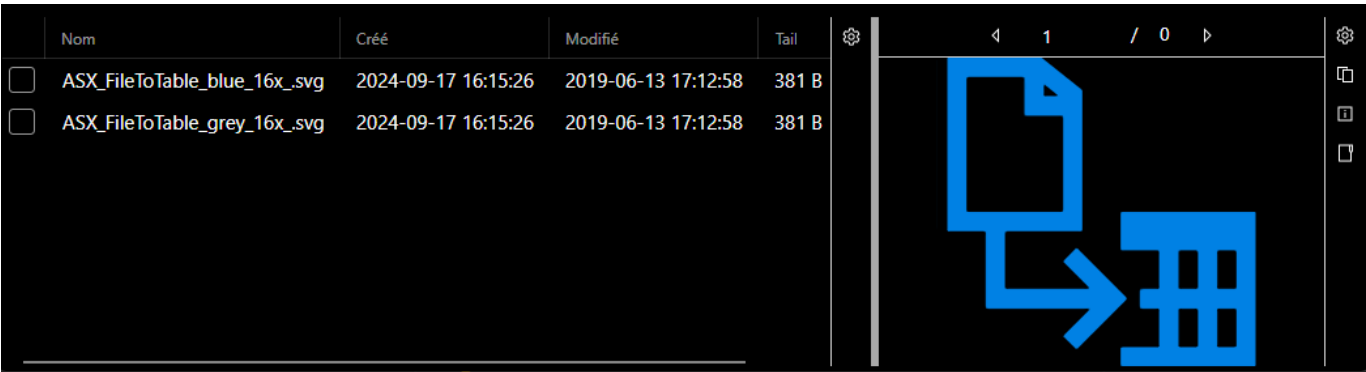 Nom Créé Modifié Tail
ASX_FileToTable_blue_16x_.svg 2024-09-17 16:15:26 2019-06-13 17:12:58 381 B
ASX_FileToTable_grey_16x_.svg 2024-09-17 16:15:26 2019-06-13 17:12:58 381 B
1 / 0